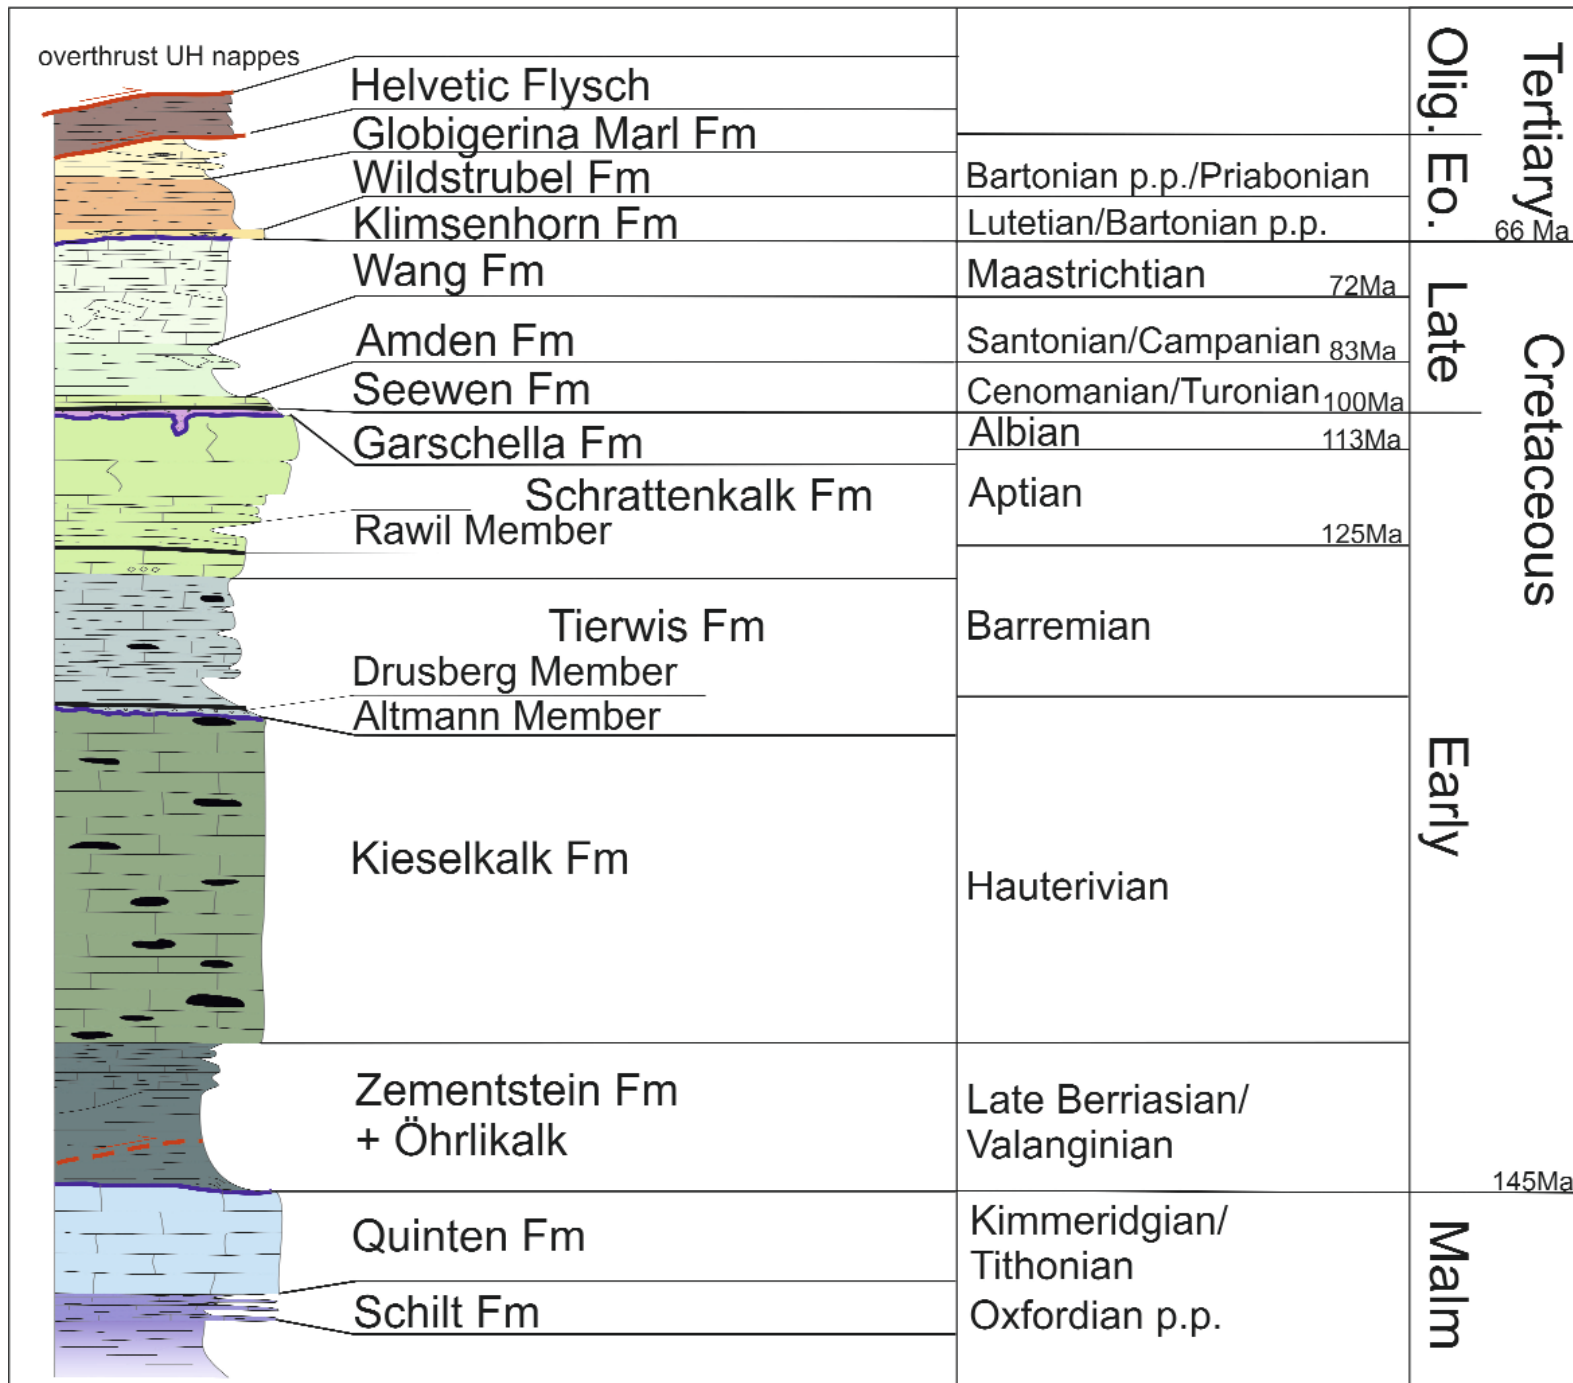 overthrust UH nappes
Helvetic Flysch
Globigerina Marl Fm
Wildstrubel Fm
Klimsenhorn Fm
Wang Fm
Amden Fm
Seewen Fm
Garschella Fm
Schrattenkalk Fm
Rawil Member
Tierwis Fm
Drusberg Member
Altmann Member
Kieselkalk Fm
Zementstein Fm
+ Öhrlikalk
Quinten Fm
Schilt Fm
Bartonian p.p./Priabonian
Lutetian/Bartonian p.p.
Maastrichtian 72Ma
Santonian/Campanian 83Ma
Cenomanian/Turonian 100Ma
Albian 113Ma
Aptian
125Ma
Barremian
Hauterivian
Late Berriasian/
Valanginian
Kimmeridgian/
Tithonian
Oxfordian p.p.
Olig.
Eo.
Late
Early
Malm
Tertiary
66 Ma
Cretaceous
145Ma